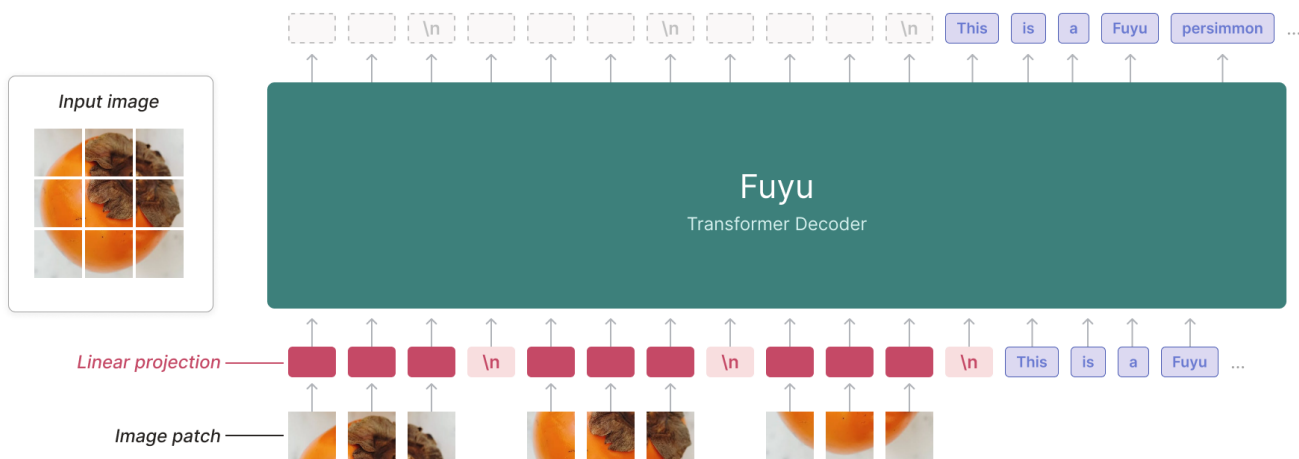 \n \n \n This is a Fuyu persimmon ...
Input image
Fuyu
Transformer Decoder
Linear projection \n \n \n This is a Fuyu ...
Image patch